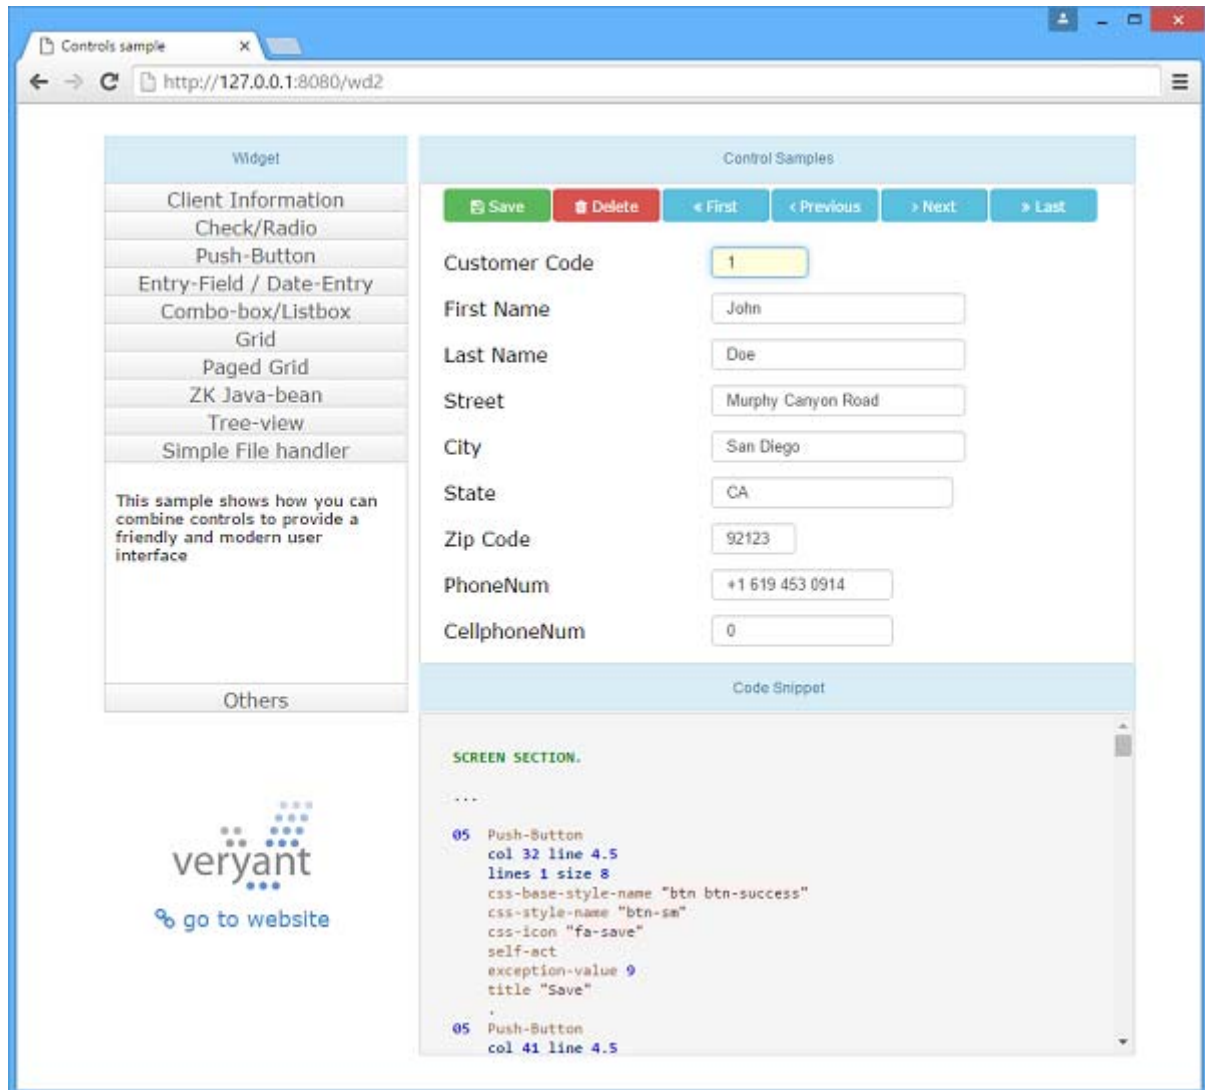 Controls sample
http://127.0.0.1:8080/wd2
Widget
Client Information
Check/Radio
Push-Button
Entry-Field / Date-Entry
Combo-box/Listbox
Grid
Paged Grid
ZK Java-bean
Tree-view
Simple File handler
This sample shows how you can
combine controls to provide a
friendly and modern user
interface
Others
veryant
go to website
Control Samples
Save Delete « First ‹ Previous › Next » Last
Customer Code 1
First Name John
Last Name Doe
Street Murphy Canyon Road
City San Diego
State CA
Zip Code 92123
PhoneNum +1 619 453 0914
CellphoneNum 0
Code Snippet
SCREEN SECTION.
...
05 Push-Button
col 32 line 4.5
lines 1 size 8
css-base-style-name "btn btn-success"
css-style-name "btn-sm"
css-icon "fa-save"
self-act
exception-value 9
title "Save"
.
05 Push-Button
col 41 line 4.5